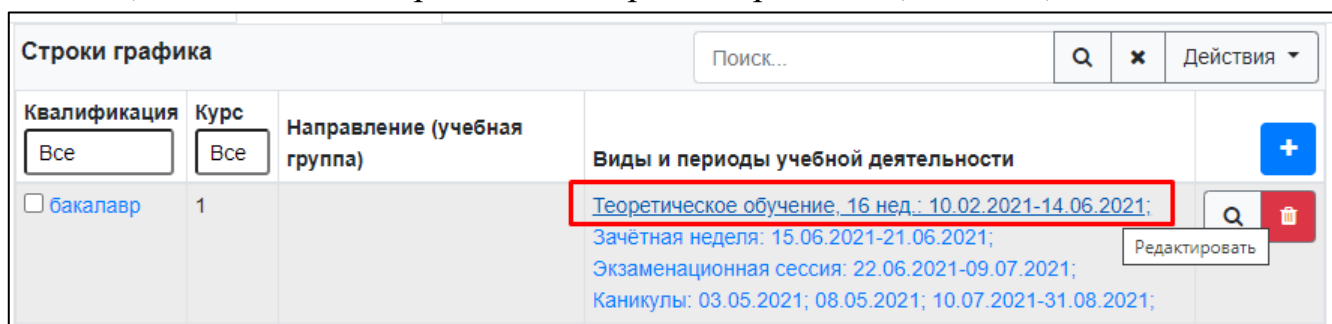 Строки графика
Поиск...
Действия
Квалификация
Все
Курс
Все
Направление (учебная
группа)
Виды и периоды учебной деятельности
бакалавр
1
Теоретическое обучение, 16 нед.: 10.02.2021-14.06.2021;
Зачётная неделя: 15.06.2021-21.06.2021;
Экзаменационная сессия: 22.06.2021-09.07.2021;
Каникулы: 03.05.2021; 08.05.2021; 10.07.2021-31.08.2021;
Редактировать